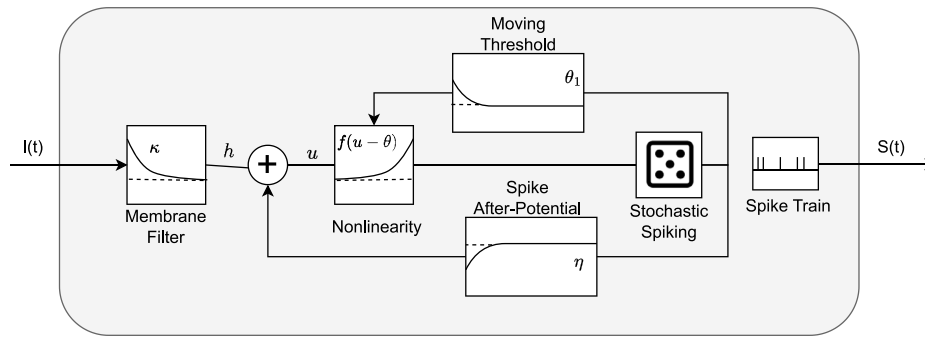 Moving
Threshold
θ₁
I(t)
κ
h
u
f(u − θ)
S(t)
Membrane
Filter
Nonlinearity
Spike
After-Potential
η
Stochastic
Spiking
Spike Train